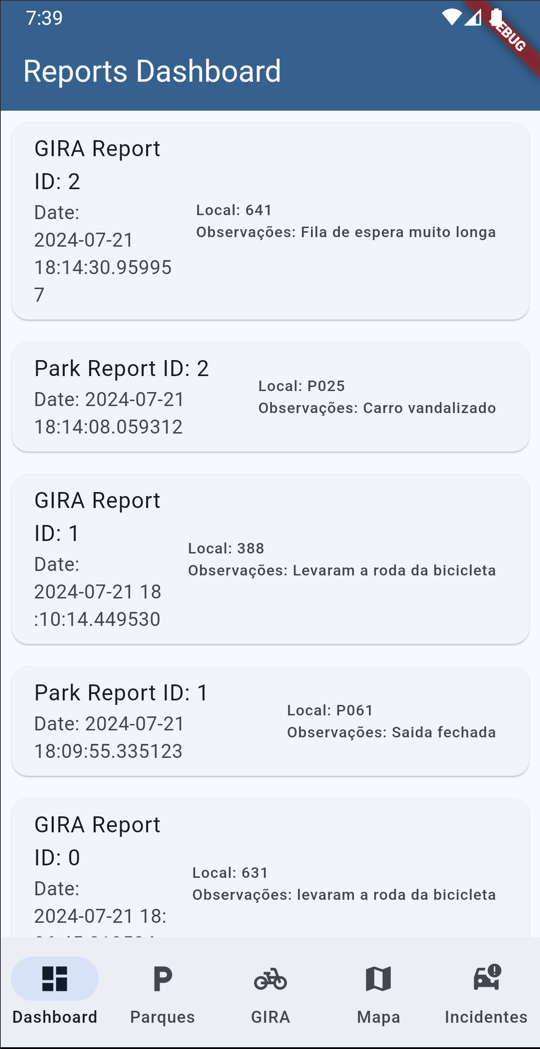 7:39
DEBUG
Reports Dashboard
GIRA Report
ID: 2
Date:
2024-07-21
18:14:30.95995
7
Local: 641
Observações: Fila de espera muito longa
Park Report ID: 2
Date: 2024-07-21
18:14:08.059312
Local: P025
Observações: Carro vandalizado
GIRA Report
ID: 1
Date:
2024-07-21 18
:10:14.449530
Local: 388
Observações: Levaram a roda da bicicleta
Park Report ID: 1
Date: 2024-07-21
18:09:55.335123
Local: P061
Observações: Saida fechada
GIRA Report
ID: 0
Date:
2024-07-21 18:
Local: 631
Observações: levaram a roda da bicicleta
Dashboard
Parques
GIRA
Mapa
Incidentes